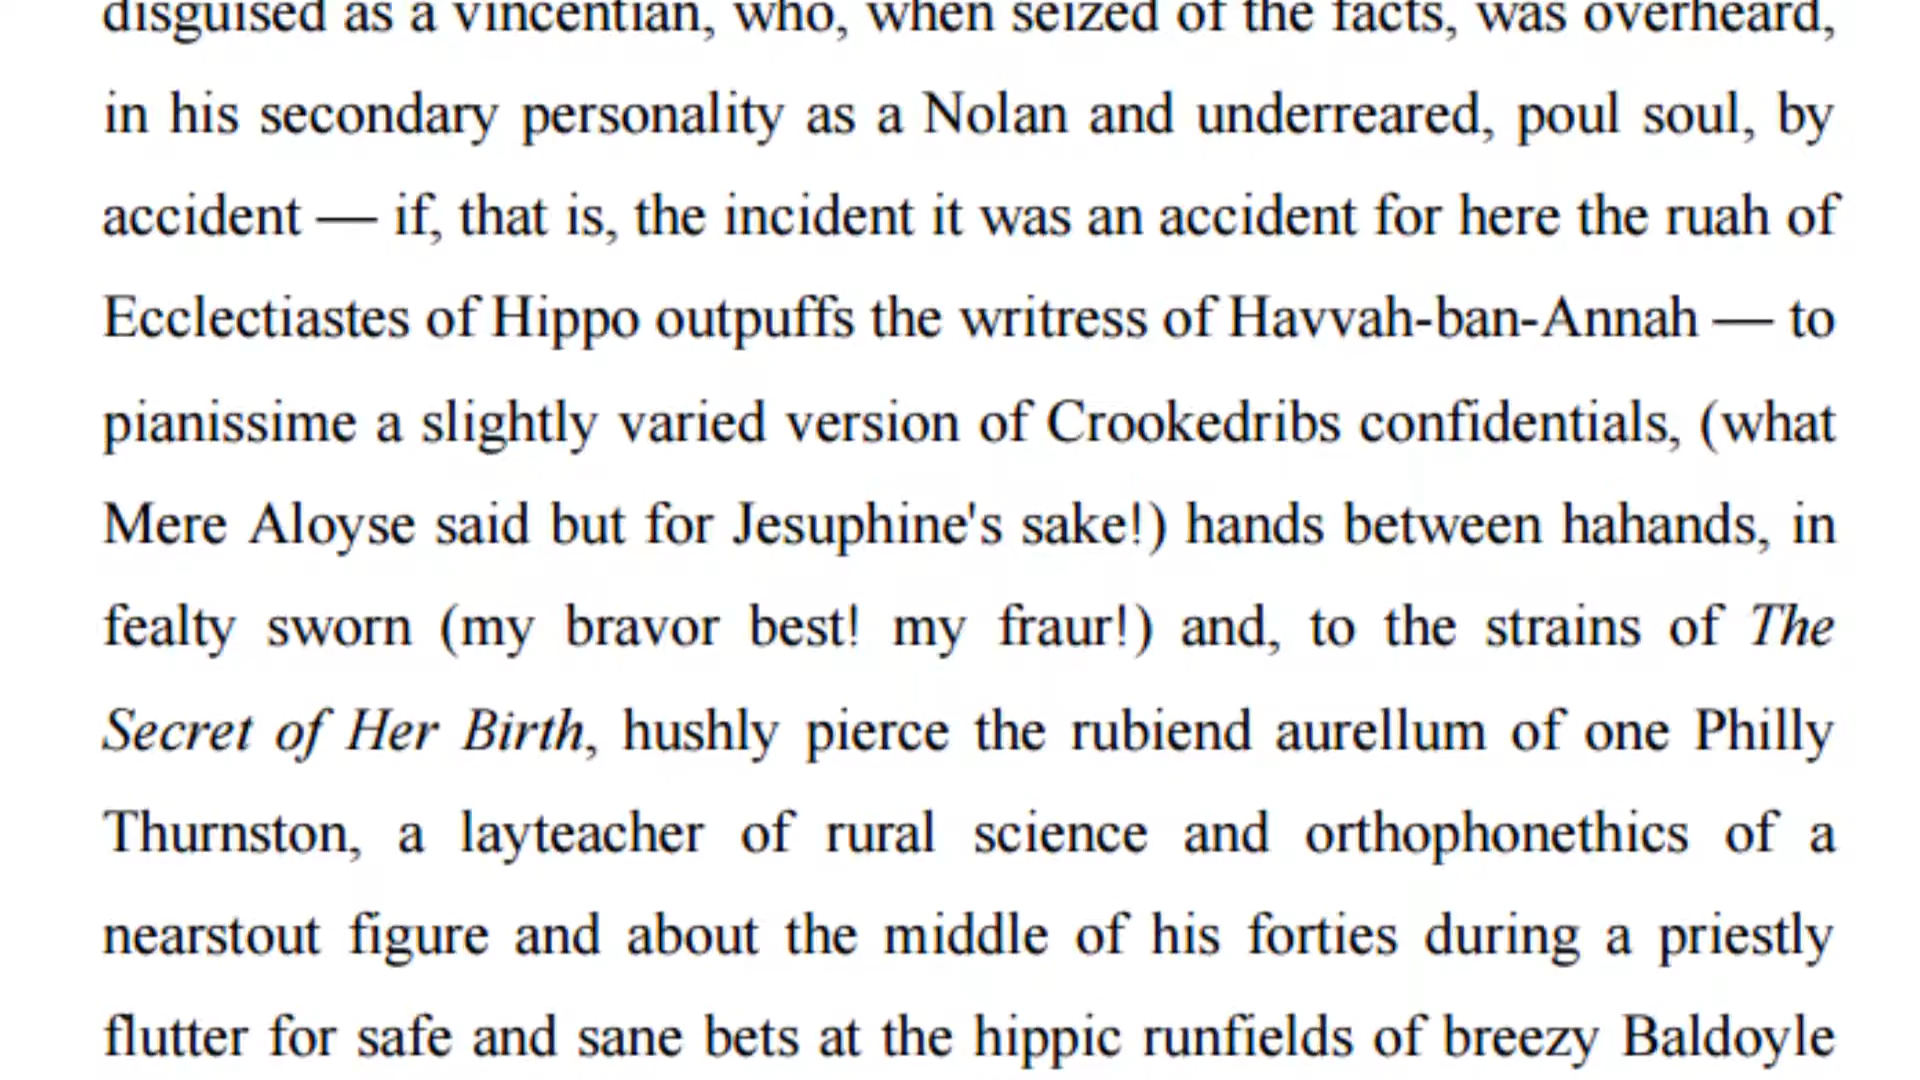 disguised as a vincentian, who, when seized of the facts, was overheard,
in his secondary personality as a Nolan and underreared, poul soul, by
accident — if, that is, the incident it was an accident for here the ruah of
Ecclectiastes of Hippo outpuffs the writress of Havvah-ban-Annah — to
pianissime a slightly varied version of Crookedribs confidentials, (what
Mere Aloyse said but for Jesuphine's sake!) hands between hahands, in
fealty sworn (my bravor best! my fraur!) and, to the strains of The
Secret of Her Birth, hushly pierce the rubiend aurellum of one Philly
Thurnston, a layteacher of rural science and orthophonethics of a
nearstout figure and about the middle of his forties during a priestly
flutter for safe and sane bets at the hippic runfields of breezy Baldoyle